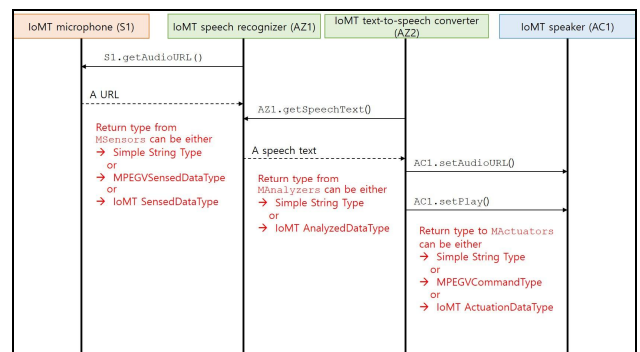 IoMT microphone (S1)
IoMT speech recognizer (AZ1)
IoMT text-to-speech converter
(AZ2)
IoMT speaker (AC1)
S1.getAudioURL()
A URL
AZ1.getSpeechText()
Return type from
MSensors can be either
→ Simple String Type
or
→ MPEGVSensedDataType
or
→ IoMT SensedDataType
A speech text
AC1.setAudioURL()
Return type from
MAnalyzers can be either
→ Simple String Type
or
→ IoMT AnalyzedDataType
AC1.setPlay()
Return type to MActuators
can be either
→ Simple String Type
or
→ MPEGVCommandType
or
→ IoMT ActuationDataType